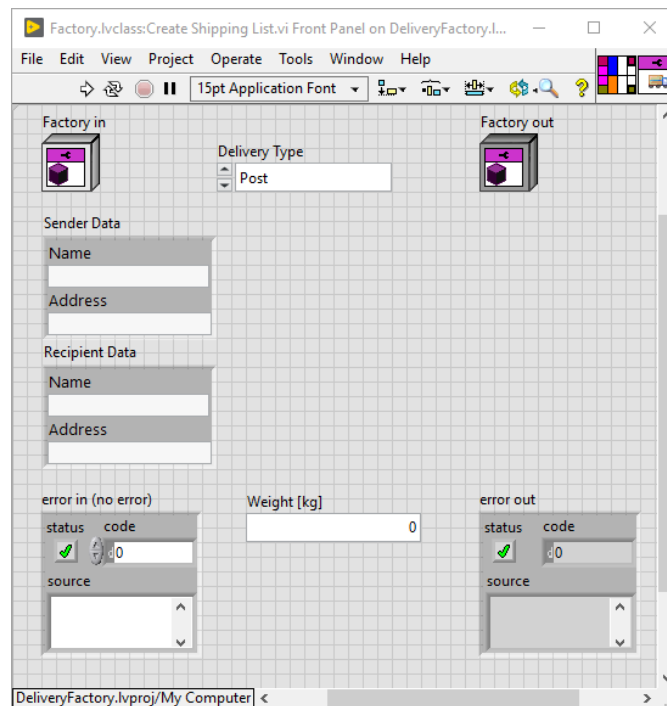 Factory.lvclass:Create Shipping List.vi Front Panel on DeliveryFactory.l...
File Edit View Project Operate Tools Window Help
15pt Application Font
Factory in
Factory out
Delivery Type
Post
Sender Data
Name
Address
Recipient Data
Name
Address
error in (no error)
Weight [kg]
error out
status code
0
status code
d0
d0
source
source
DeliveryFactory.lvproj/My Computer